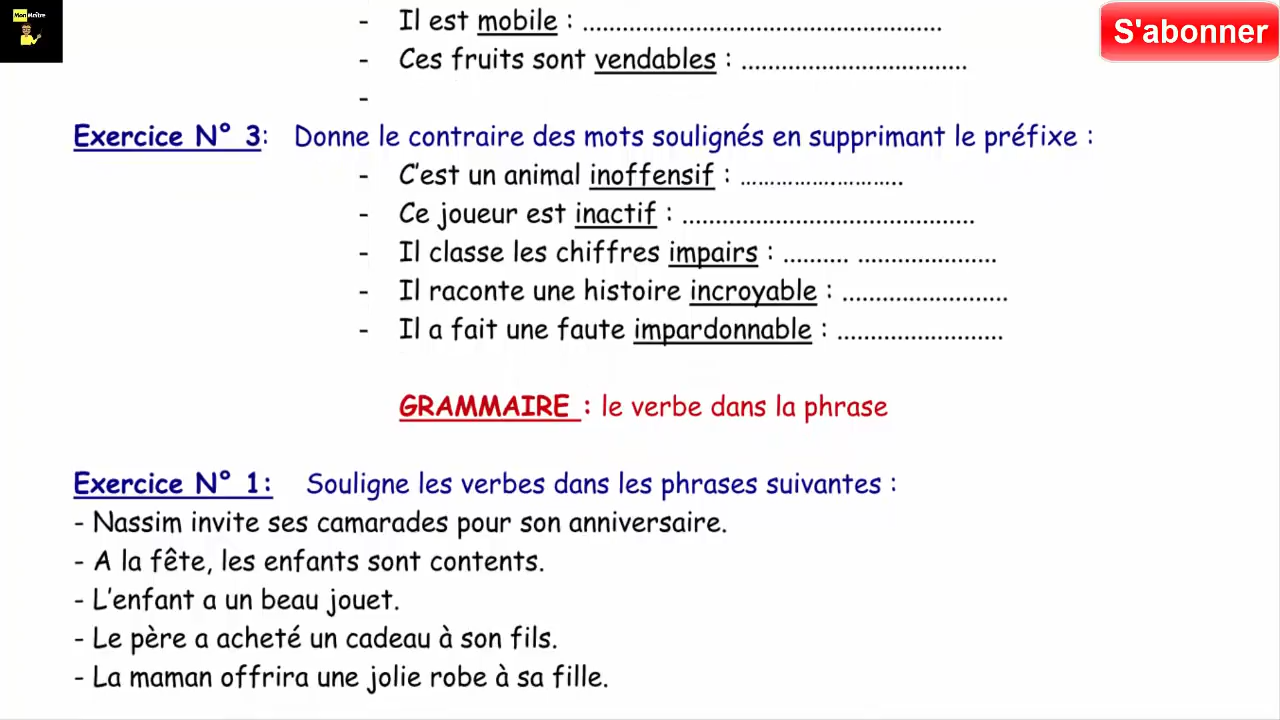 Mon Maître
S'abonner
- Il est mobile : ......................................................
- Ces fruits sont vendables : ..................................
-
Exercice N° 3: Donne le contraire des mots soulignés en supprimant le préfixe :
- C'est un animal inoffensif : ……………..………..
- Ce joueur est inactif : ............................................
- Il classe les chiffres impairs : .......... .....................
- Il raconte une histoire incroyable : .........................
- Il a fait une faute impardonnable : .........................
GRAMMAIRE : le verbe dans la phrase
Exercice N° 1: Souligne les verbes dans les phrases suivantes :
- Nassim invite ses camarades pour son anniversaire.
- A la fête, les enfants sont contents.
- L'enfant a un beau jouet.
- Le père a acheté un cadeau à son fils.
- La maman offrira une jolie robe à sa fille.